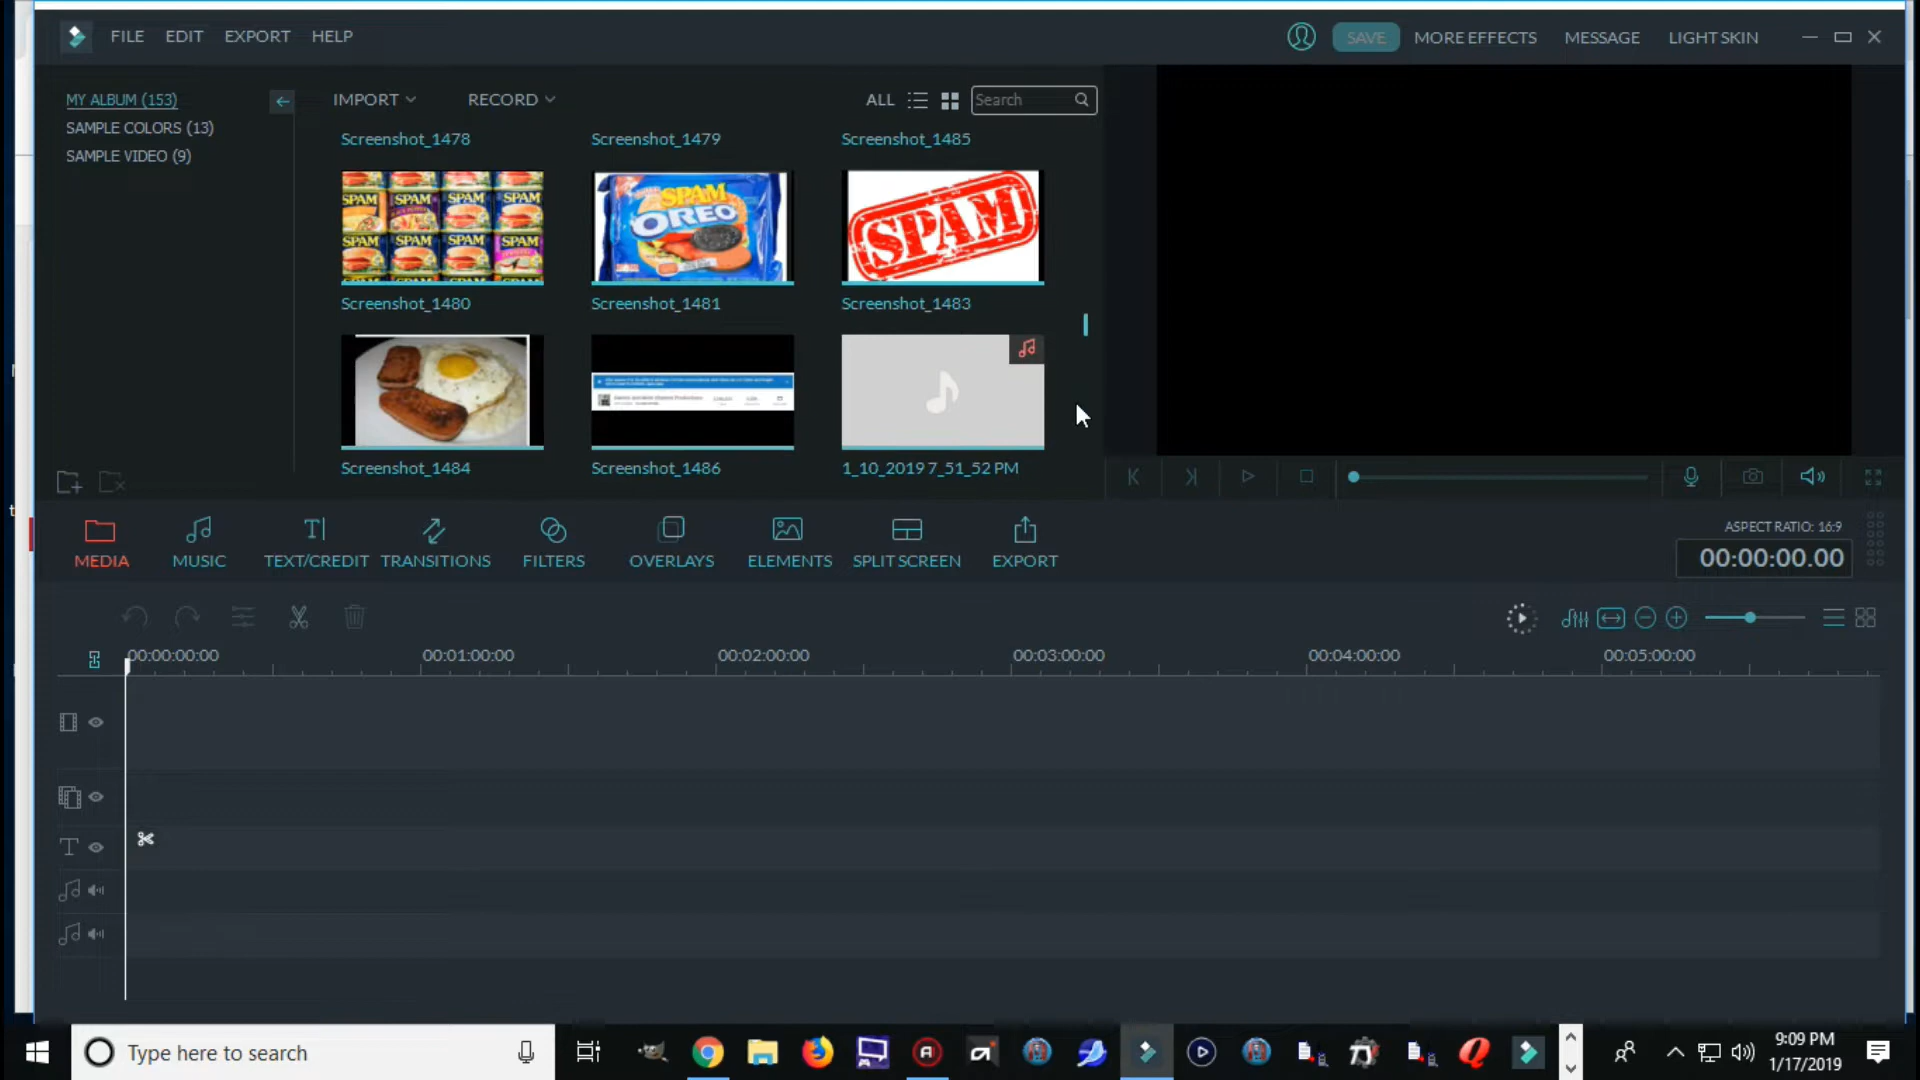 FILE EDIT EXPORT HELP
SAVE MORE EFFECTS MESSAGE LIGHT SKIN
MY ALBUM (153)
SAMPLE COLORS (13)
SAMPLE VIDEO (9)
IMPORT RECORD ALL Search
Screenshot_1478 Screenshot_1479 Screenshot_1485
SPAM SPAM SPAM SPAM
SPAM SPAM SPAM SPAM
SPAM
OREO
SPAM
Screenshot_1480 Screenshot_1481 Screenshot_1483
Screenshot_1484 Screenshot_1486 1_10_2019 7_51_52 PM
MEDIA MUSIC TEXT/CREDIT TRANSITIONS FILTERS OVERLAYS ELEMENTS SPLIT SCREEN EXPORT
ASPECT RATIO: 16:9
00:00:00.00
00:00:00:00 00:01:00:00 00:02:00:00 00:03:00:00 00:04:00:00 00:05:00:00
Type here to search
9:09 PM
1/17/2019